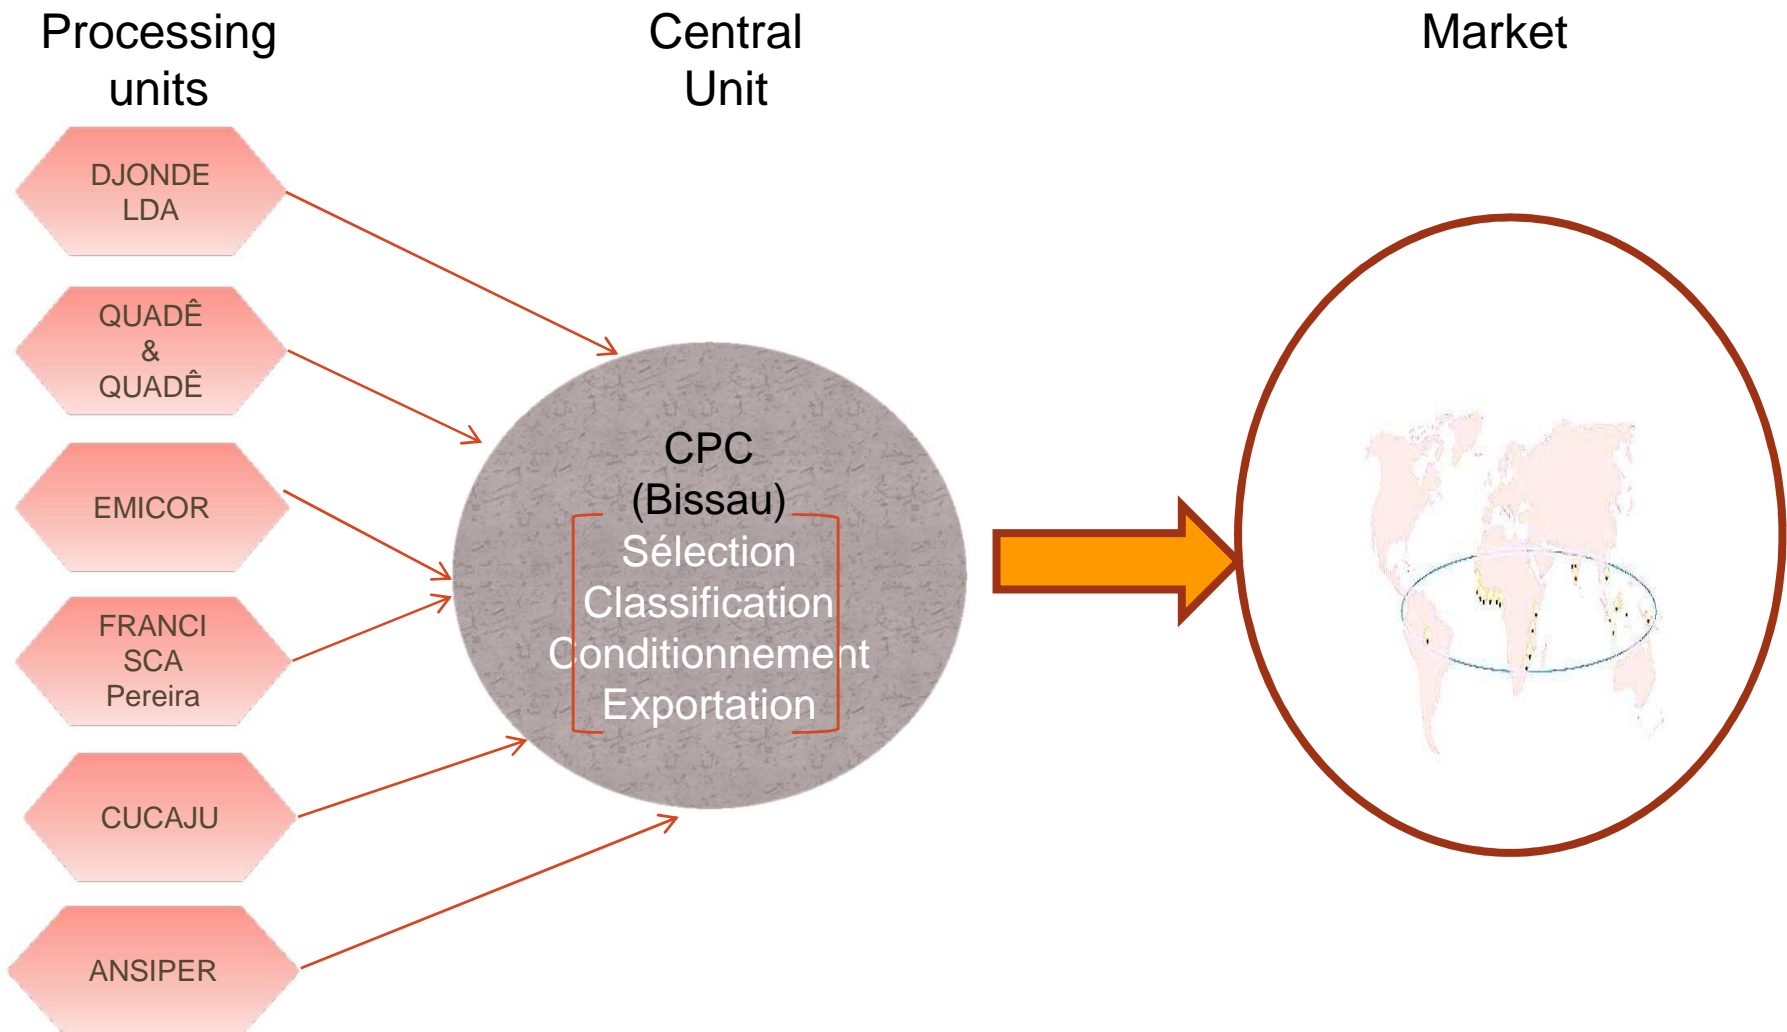 Processing
units
Central
Unit
Market
DJONDE
LDA
QUADÊ
&
QUADÊ
EMICOR
FRANCI
SCA
Pereira
CUCAJU
ANSIPER
CPC
(Bissau)
Sélection
Classification
Conditionnement
Exportation